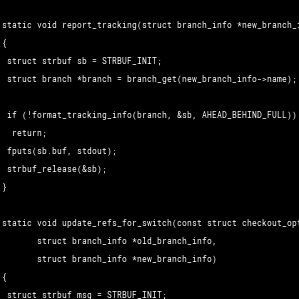 static void report_tracking(struct branch_info *new_branch_i
{
 struct strbuf sb = STRBUF_INIT;
 struct branch *branch = branch_get(new_branch_info->name);
 if (!format_tracking_info(branch, &sb, AHEAD_BEHIND_FULL))
  return;
 fputs(sb.buf, stdout);
 strbuf_release(&sb);
}
static void update_refs_for_switch(const struct checkout_opt
       struct branch_info *old_branch_info,
       struct branch_info *new_branch_info)
{
 struct strbuf msg = STRBUF_INIT;